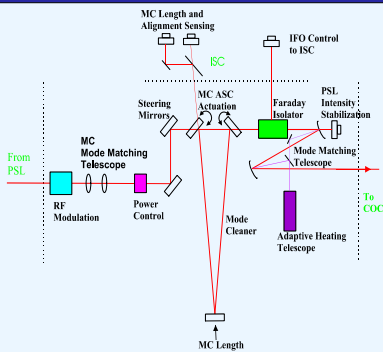 MC Length and
Alignment Sensing
IFO Control
to ISC
ISC
MC ASC
Actuation
Faraday
Isolator
PSL
Intensity
Stabilization
Steering
Mirrors
MC
Mode Matching
Telescope
From
PSL
Mode Matching
Telescope
RF
Modulation
Power
Control
Mode
Cleaner
To
COC
Adaptive Heating
Telescope
MC Length